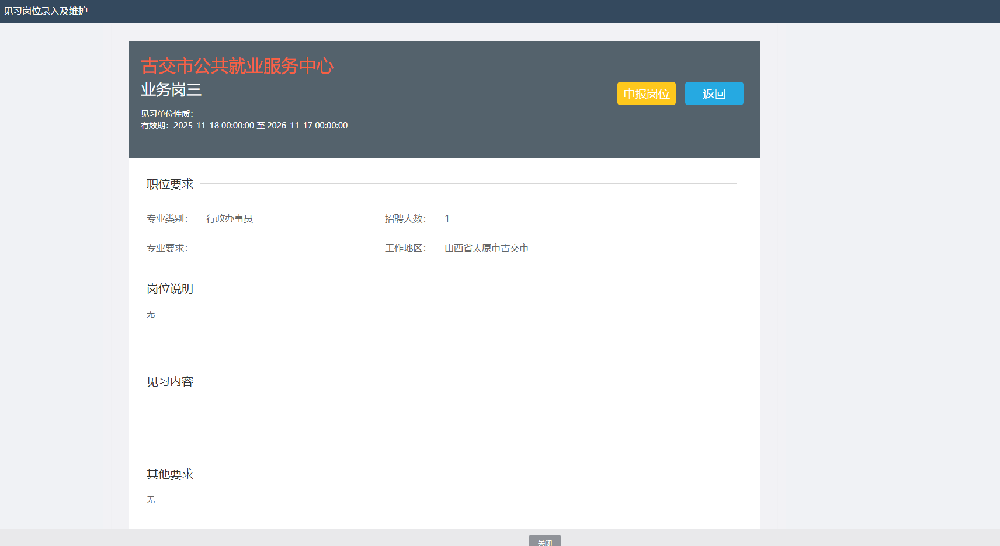 见习岗位录入及维护
古交市公共就业服务中心
业务岗三
申报岗位
返回
见习单位性质：
有效期：2025-11-18 00:00:00 至 2026-11-17 00:00:00
职位要求
专业类别： 行政办事员 招聘人数： 1
专业要求： 工作地区： 山西省太原市古交市
岗位说明
无
见习内容
其他要求
无
关闭